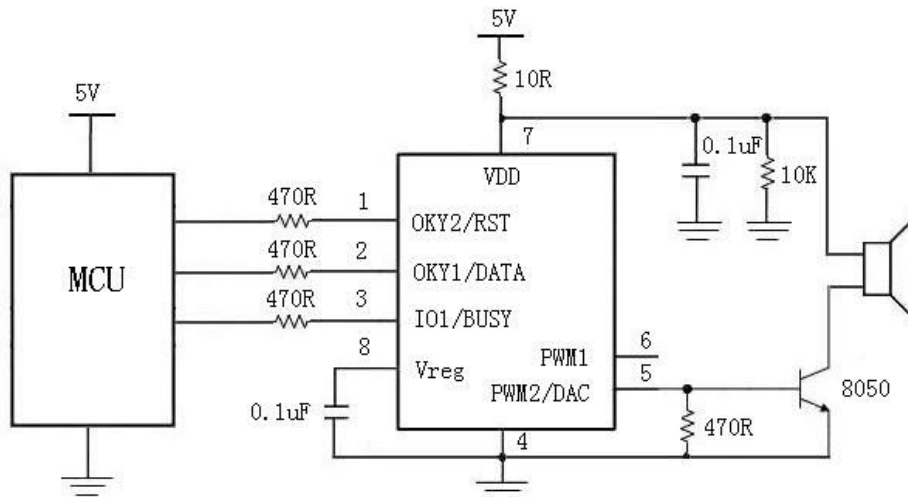 5V
10R
5V
7
0.1uF
10K
VDD
470R
1
OKY2/RST
470R
2
OKY1/DATA
MCU
470R
3
IO1/BUSY
8
Vreg
6
PWM1
5
PWM2/DAC
8050
0.1uF
4
470R